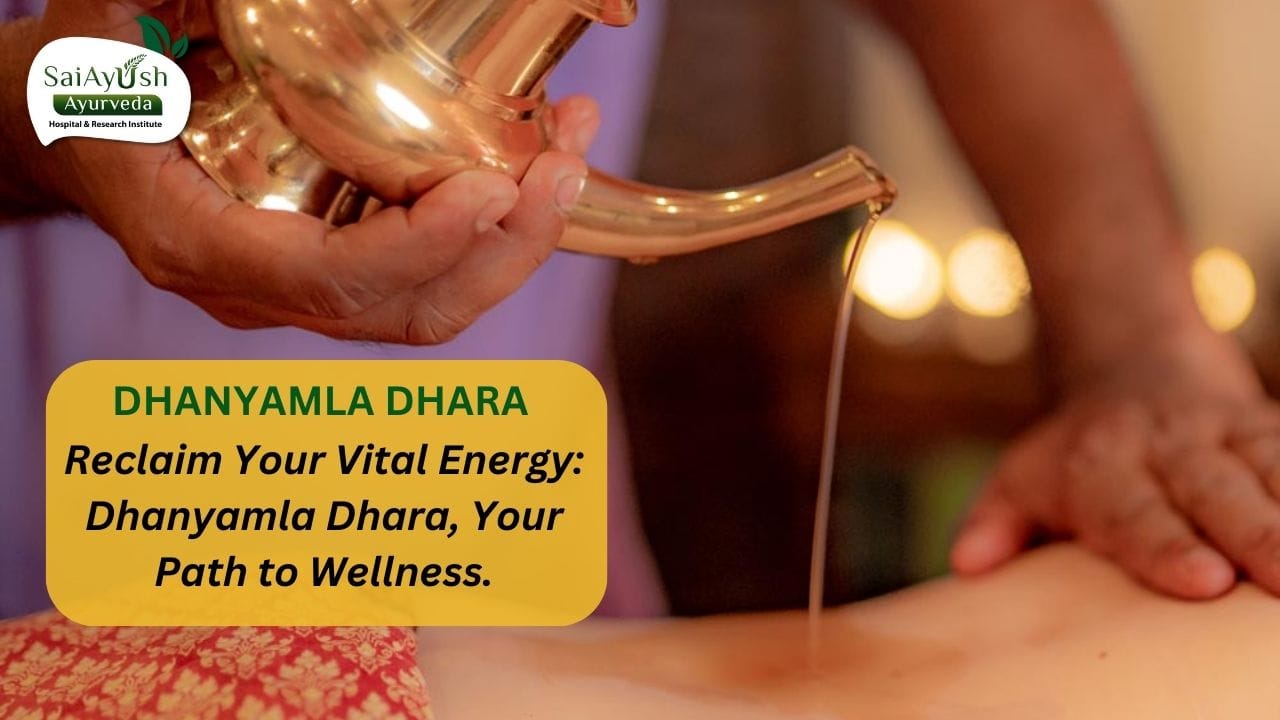 SaiAyush
Ayurveda
Hospital & Research Institute
DHANYAMLA DHARA
Reclaim Your Vital Energy:
Dhanyamla Dhara, Your
Path to Wellness.